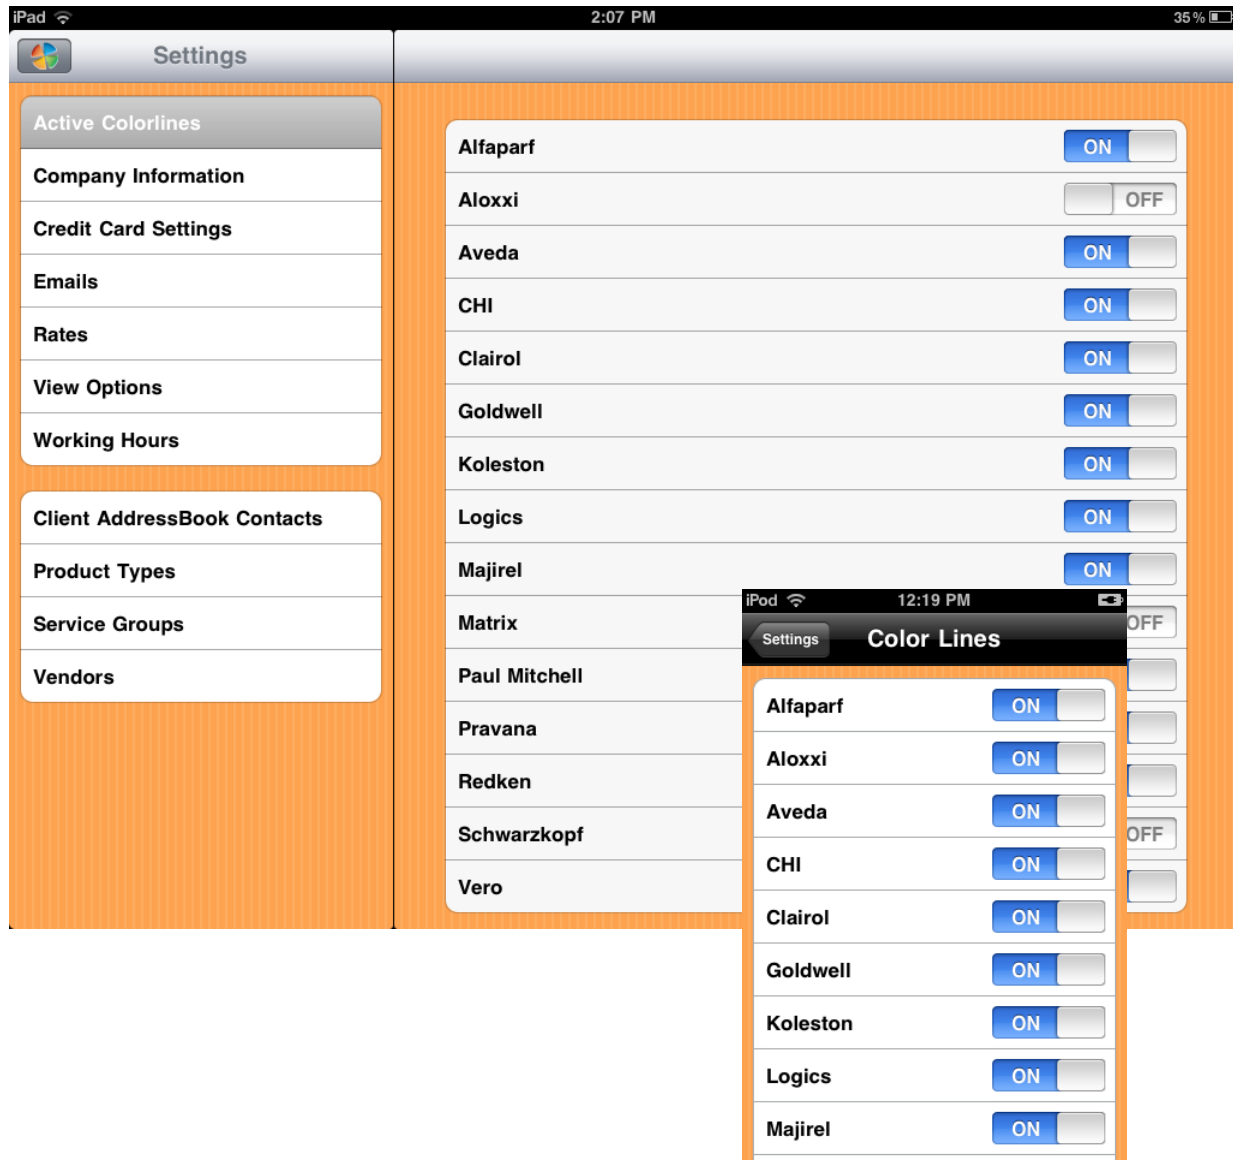 iPad 2:07 PM 35%
Settings
Active Colorlines
Company Information
Credit Card Settings
Emails
Rates
View Options
Working Hours
Client AddressBook Contacts
Product Types
Service Groups
Vendors
Alfaparf ON
Aloxxi OFF
Aveda ON
CHI ON
Clairol ON
Goldwell ON
Koleston ON
Logics ON
Majirel ON
Matrix OFF
Paul Mitchell
Pravana
Redken
Schwarzkopf OFF
Vero
iPod 12:19 PM
Settings Color Lines
Alfaparf ON
Aloxxi ON
Aveda ON
CHI ON
Clairol ON
Goldwell ON
Koleston ON
Logics ON
Majirel ON